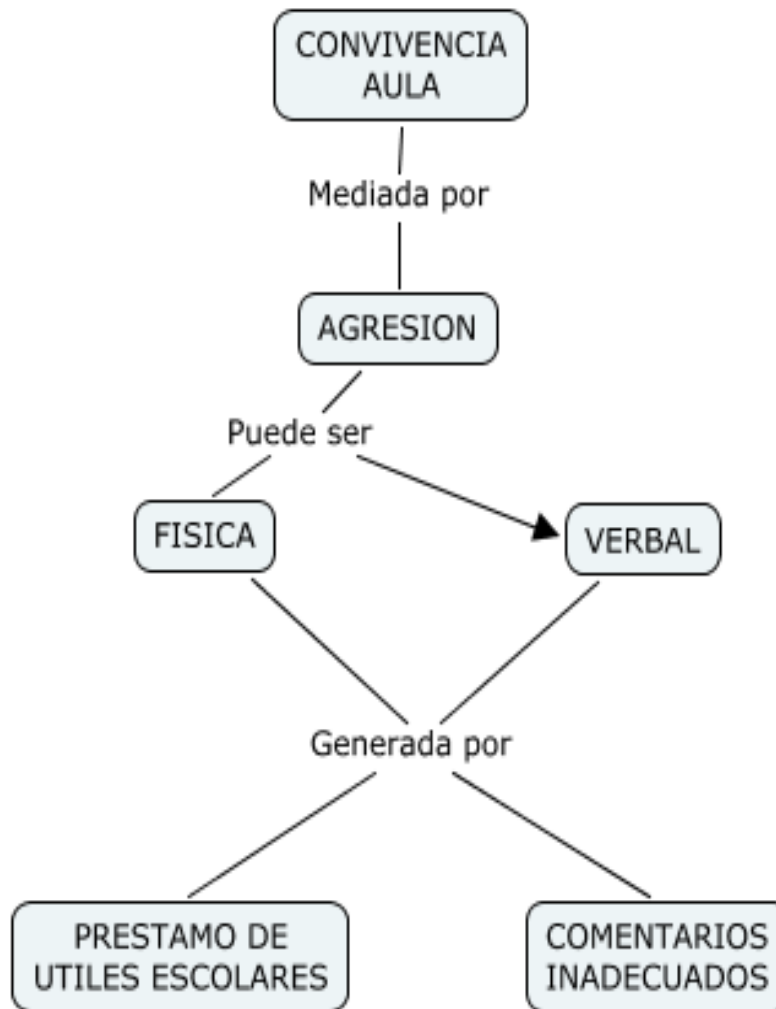 CONVIVENCIA
AULA
Mediada por
AGRESION
Puede ser
FISICA
VERBAL
Generada por
PRESTAMO DE
UTILES ESCOLARES
COMENTARIOS
INADECUADOS